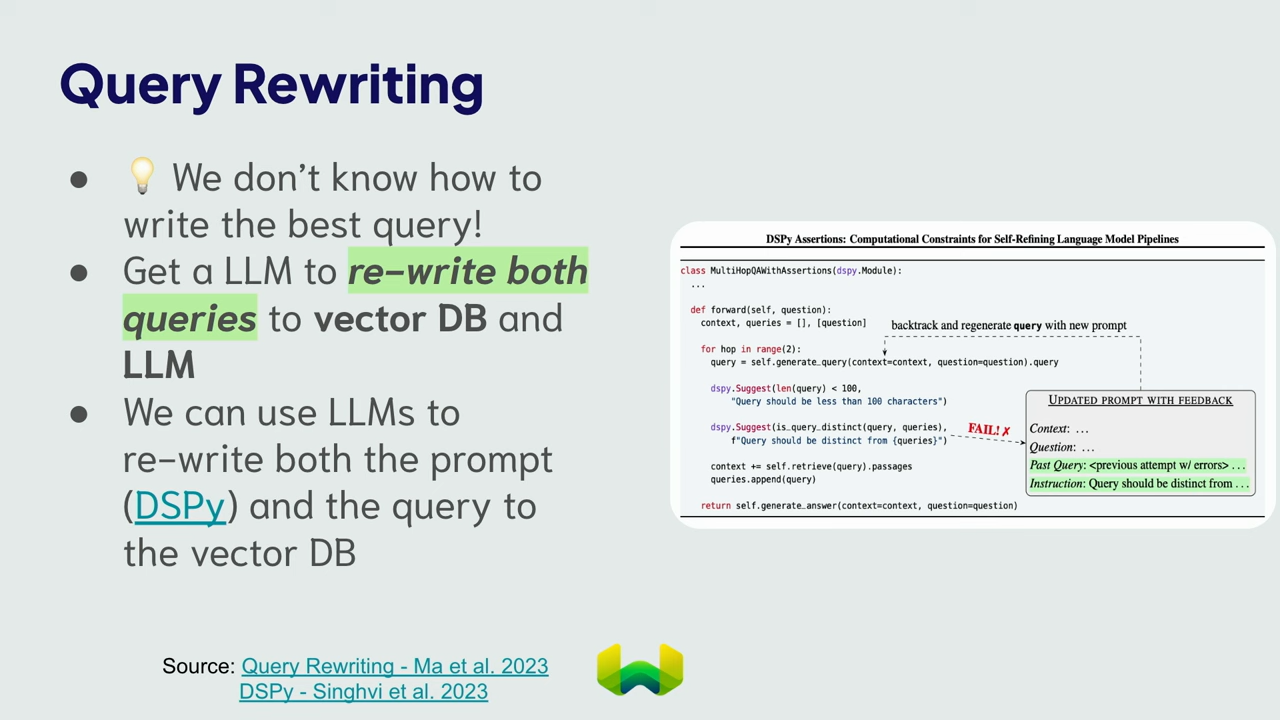 Query Rewriting
● 💡 We don't know how to
write the best query!
● Get a LLM to re-write both
queries to vector DB and
LLM
● We can use LLMs to
re-write both the prompt
(DSPy) and the query to
the vector DB
DSPy Assertions: Computational Constraints for Self-Refining Language Model Pipelines
class MultiHopQAWithAssertions(dspy.Module):
...
def forward(self, question):
context, queries = [], [question]
backtrack and regenerate query with new prompt
for hop in range(2):
query = self.generate_query(context=context, question=question).query
dspy.Suggest(len(query) < 100,
"Query should be less than 100 characters")
dspy.Suggest(is_query_distinct(query, queries),
f"Query should be distinct from {queries}")
FAIL! ✗
context += self.retrieve(query).passages
queries.append(query)
return self.generate_answer(context=context, question=question)
UPDATED PROMPT WITH FEEDBACK
Context: ...
Question: ...
Past Query: <previous attempt w/ errors> ...
Instruction: Query should be distinct from ...
Source: Query Rewriting - Ma et al. 2023
DSPy - Singhvi et al. 2023